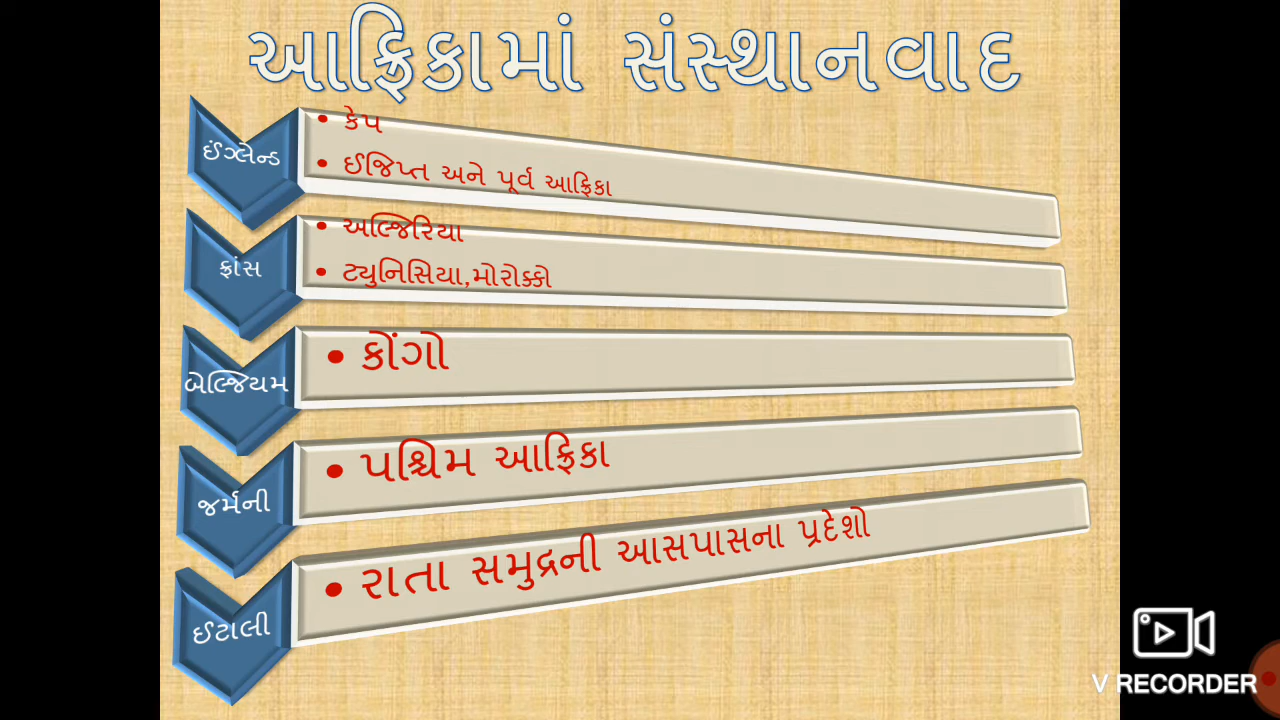 આફ્રિકામાં સંસ્થાનવાદ
ઈંગ્લેન્ડ
• કેપ
• ઈજિપ્ત અને પૂર્વ આફ્રિકા
ફ્રાંસ
• અલ્જિરિયા
• ટ્યુનિસિયા,મોરોક્કો
બેલ્જિયમ
• કોંગો
જર્મની
• પશ્ચિમ આફ્રિકા
ઈટાલી
• રાતા સમુદ્રની આસપાસના પ્રદેશો
V RECORDER